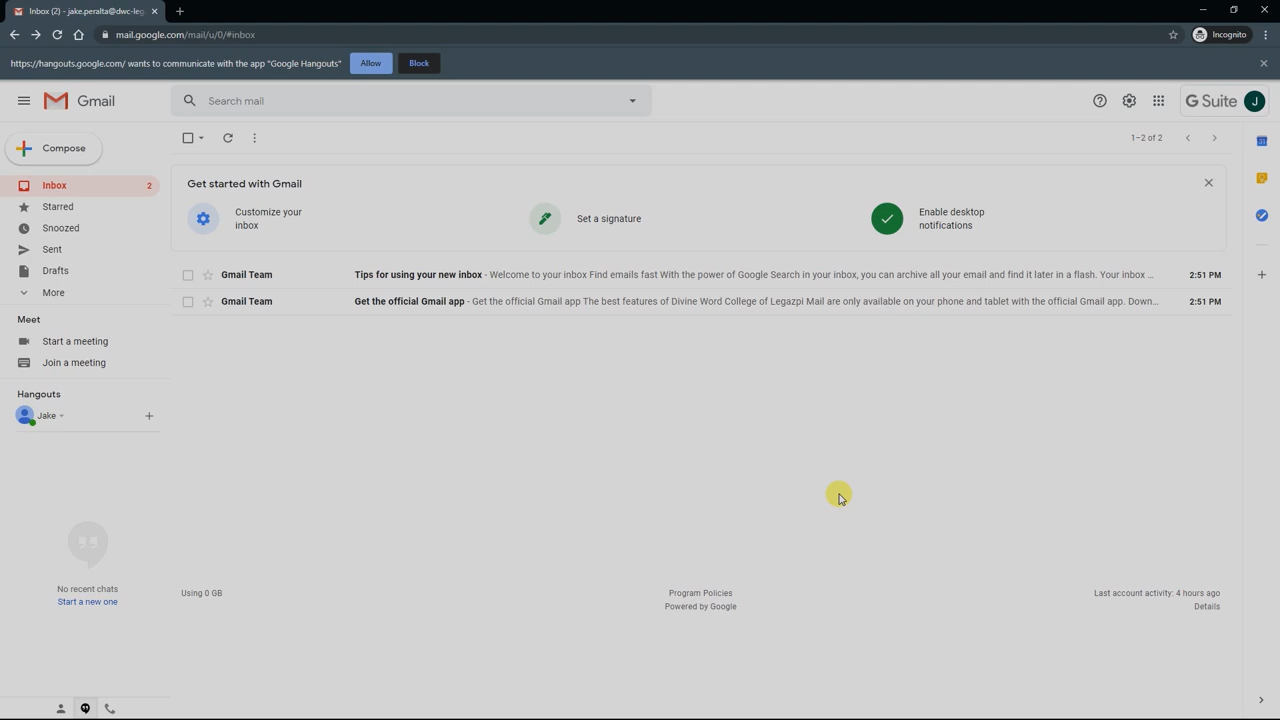 Inbox (2) - jake.peralta@dwc-leg
mail.google.com/mail/u/0/#inbox
Incognito
https://hangouts.google.com/ wants to communicate with the app "Google Hangouts"
Allow
Block
Gmail
Search mail
G Suite
J
Compose
1–2 of 2
Inbox
2
Get started with Gmail
Starred
Customize your
inbox
Set a signature
Enable desktop
notifications
Snoozed
Sent
Drafts
Gmail Team
Tips for using your new inbox - Welcome to your inbox Find emails fast With the power of Google Search in your inbox, you can archive all your email and find it later in a flash. Your inbox ...
2:51 PM
More
Gmail Team
Get the official Gmail app - Get the official Gmail app The best features of Divine Word College of Legazpi Mail are only available on your phone and tablet with the official Gmail app. Down...
2:51 PM
Meet
Start a meeting
Join a meeting
Hangouts
Jake
No recent chats
Start a new one
Using 0 GB
Program Policies
Powered by Google
Last account activity: 4 hours ago
Details